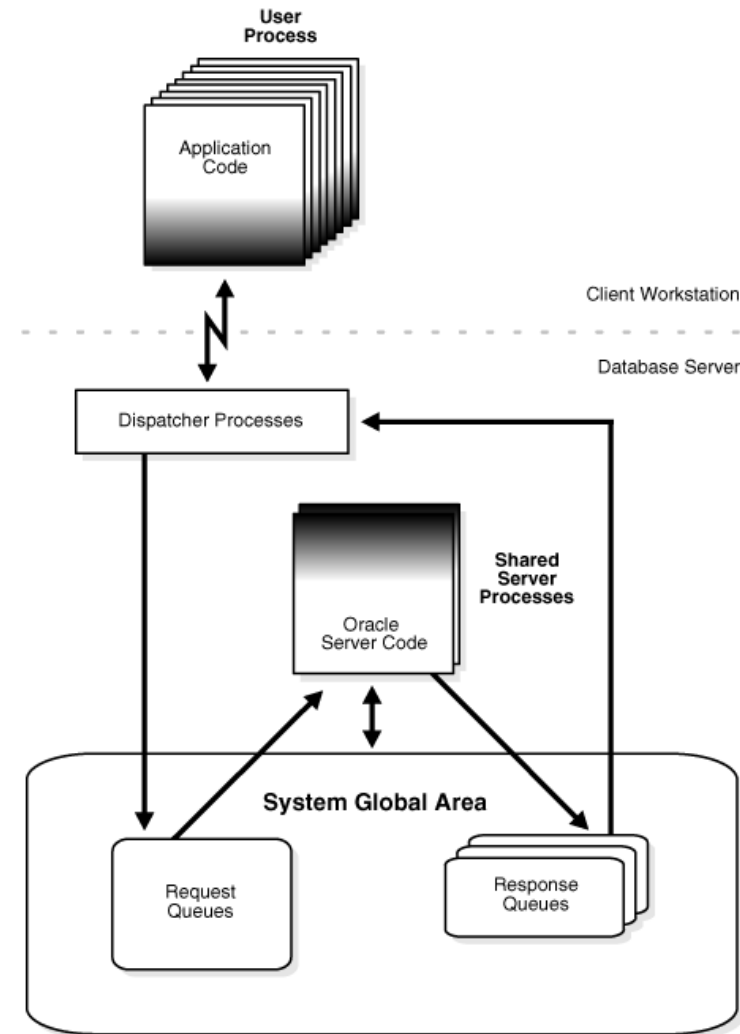 User
Process
Application
Code
Client Workstation
Database Server
Dispatcher Processes
Shared
Server
Processes
Oracle
Server Code
System Global Area
Request
Queues
Response
Queues